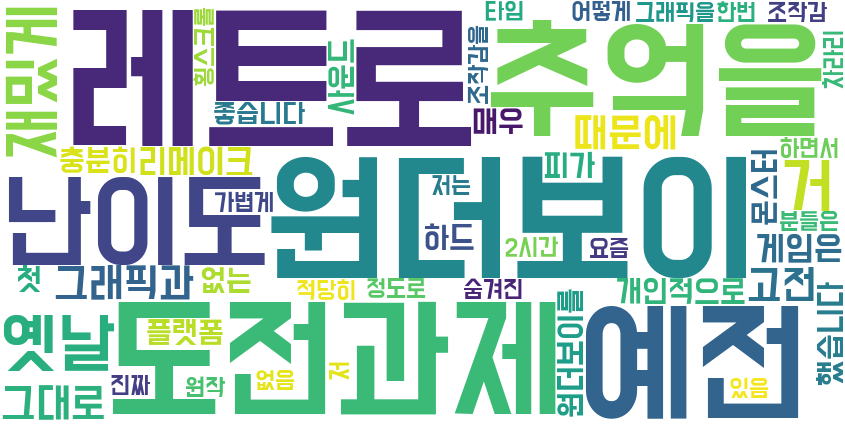 재밌게
레트로
횡스크롤
사운드
조작감을
타임
어떻게
그래픽을한번
조작감
차라리
추억을
좋습니다
매우
때문에
충분히
리메이크
난이도
가볍게
원더보이
저는
피가
하드
2시간
요즘
몬스터
하면서
거
분들은
게임은
첫
그래픽과
없는
적당히
정도로
숨겨진
개인적으로
고전
했습니다
옛날
플랫폼
도전과제
원더보이를
예전
그대로
진짜
원작
없음
저
있음